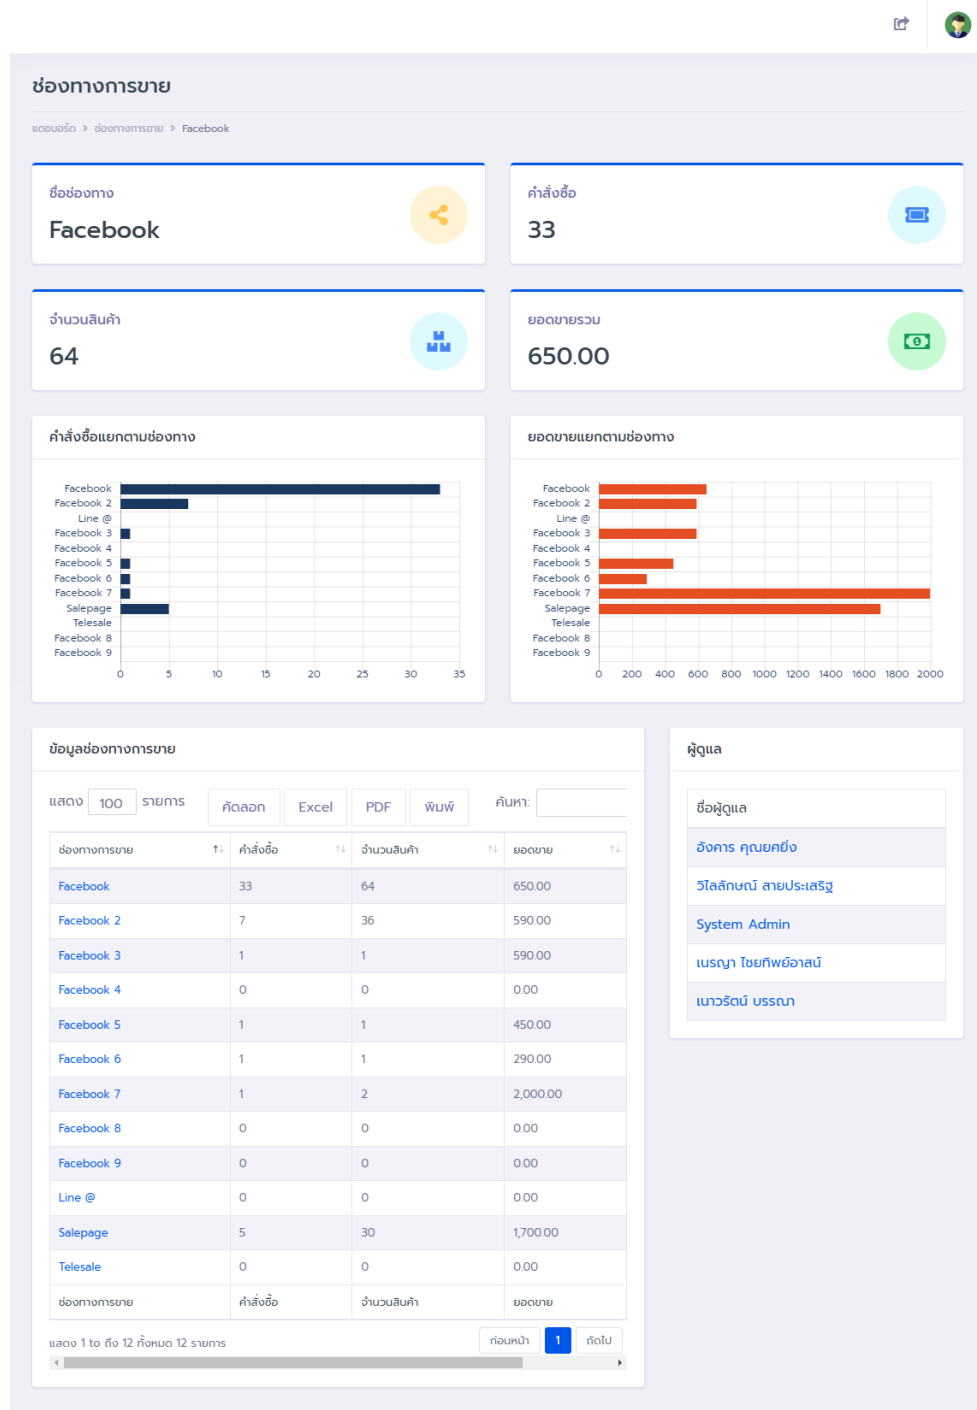 ช่องทางการขาย
แดชบอร์ด > ช่องทางการขาย > Facebook
ชื่อช่องทาง
Facebook
คำสั่งซื้อ
33
จำนวนสินค้า
64
ยอดขายรวม
650.00
คำสั่งซื้อแยกตามช่องทาง
Facebook
Facebook 2
Line @
Facebook 3
Facebook 4
Facebook 5
Facebook 6
Facebook 7
Salepage
Telesale
Facebook 8
Facebook 9
0 5 10 15 20 25 30 35
ยอดขายแยกตามช่องทาง
Facebook
Facebook 2
Line @
Facebook 3
Facebook 4
Facebook 5
Facebook 6
Facebook 7
Salepage
Telesale
Facebook 8
Facebook 9
0 200 400 600 800 1000 1200 1400 1600 1800 2000
ข้อมูลช่องทางการขาย
แสดง 100 รายการ คัดลอก Excel PDF พิมพ์ ค้นหา:
ช่องทางการขาย คำสั่งซื้อ จำนวนสินค้า ยอดขาย
Facebook 33 64 650.00
Facebook 2 7 36 590.00
Facebook 3 1 1 590.00
Facebook 4 0 0 0.00
Facebook 5 1 1 450.00
Facebook 6 1 1 290.00
Facebook 7 1 2 2,000.00
Facebook 8 0 0 0.00
Facebook 9 0 0 0.00
Line @ 0 0 0.00
Salepage 5 30 1,700.00
Telesale 0 0 0.00
ช่องทางการขาย คำสั่งซื้อ จำนวนสินค้า ยอดขาย
แสดง 1 to ถึง 12 ทั้งหมด 12 รายการ
ก่อนหน้า 1 ถัดไป
ผู้ดูแล
ชื่อผู้ดูแล
อังคาร คุณยศยิ่ง
วิไลลักษณ์ สายประเสริฐ
System Admin
เนรญา ไชยทิพย์อาสน์
เนาวรัตน์ บรรณา